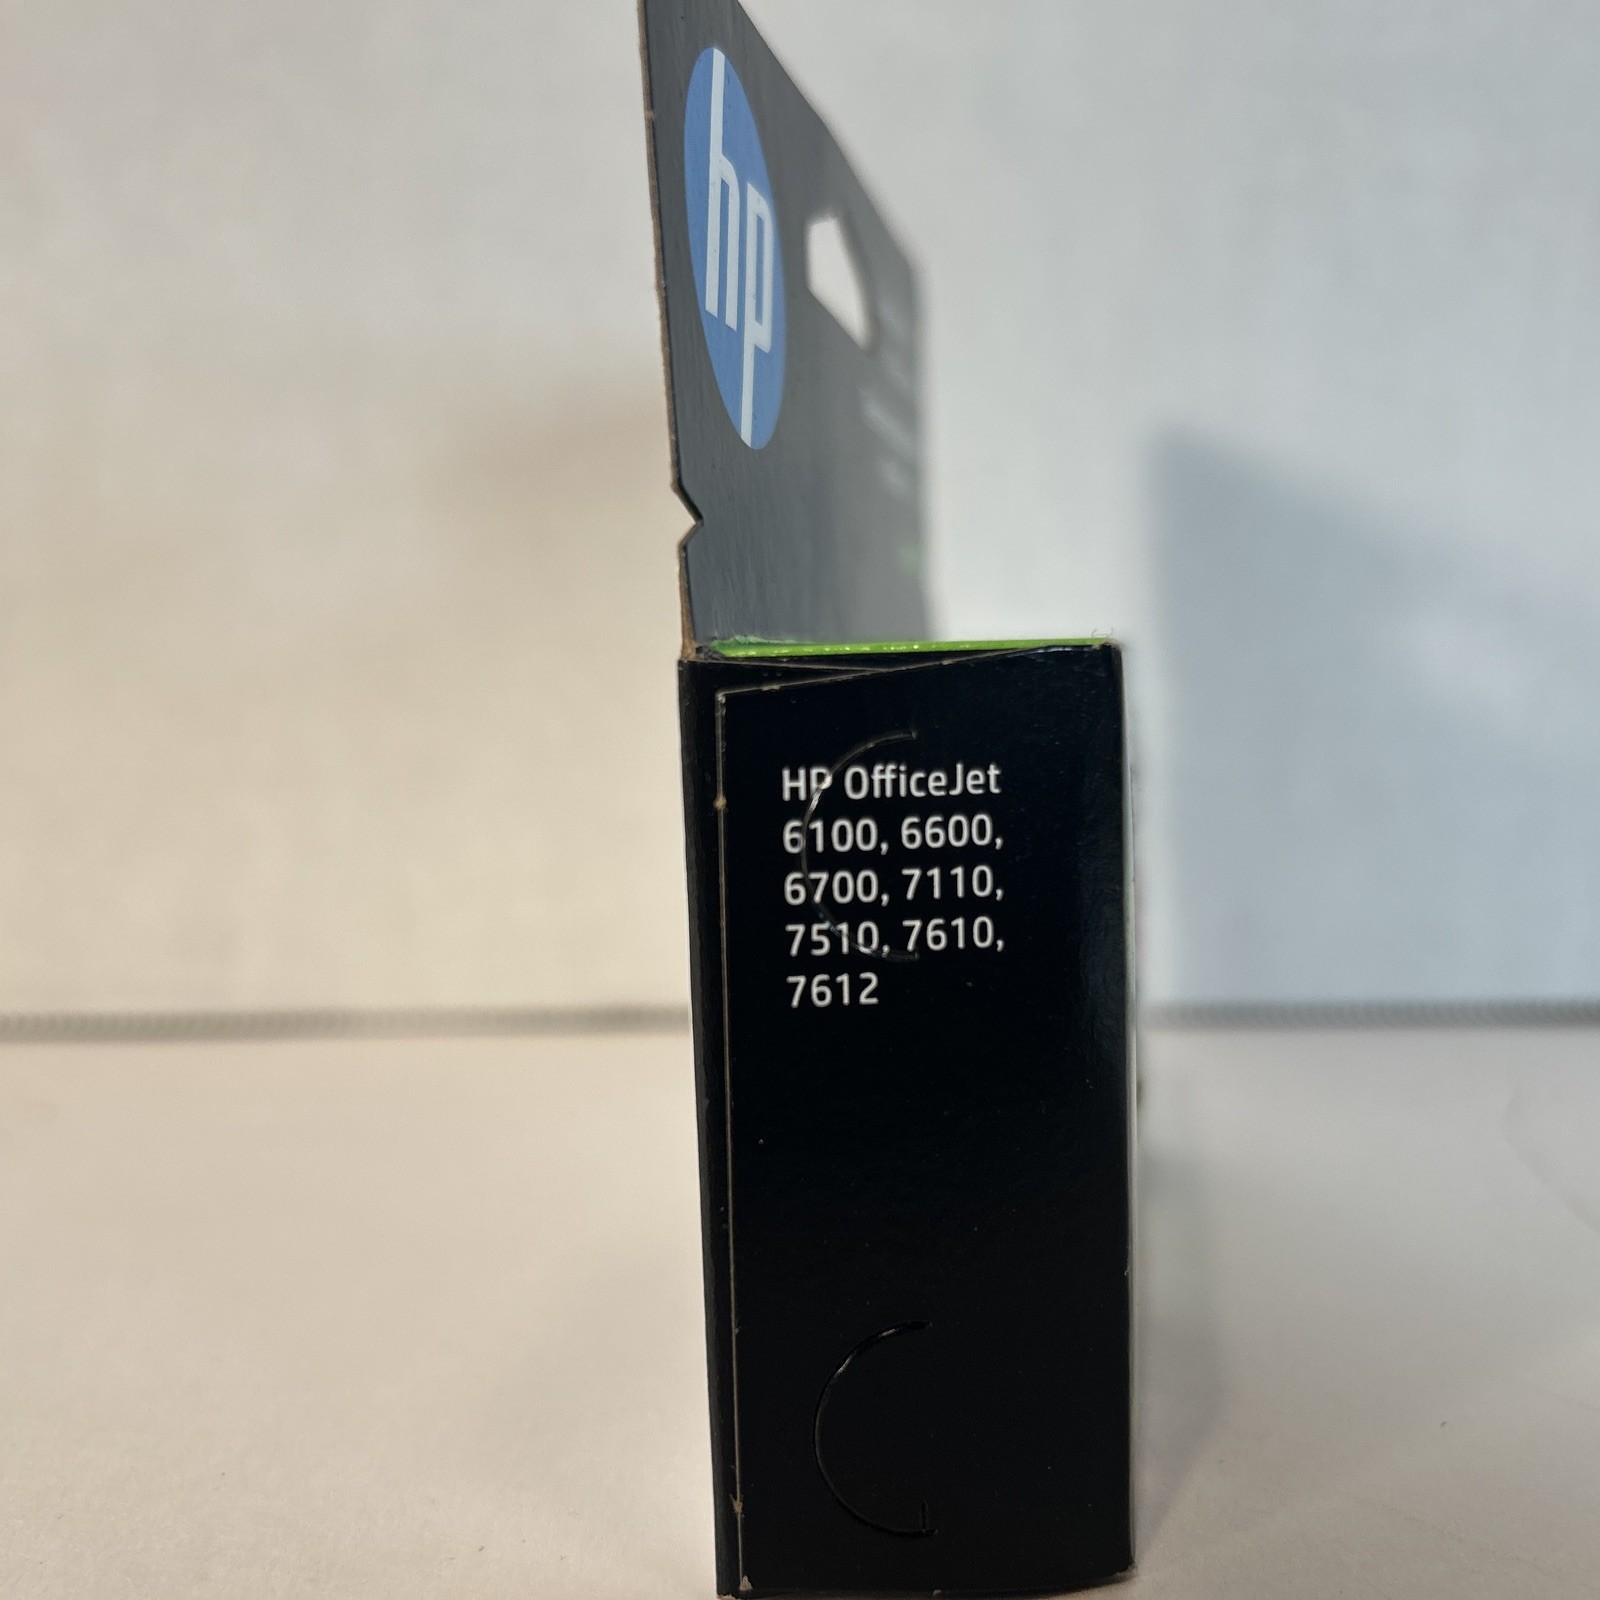 hp
HP OfficeJet
6100, 6600,
6700, 7110,
7510, 7610,
7612